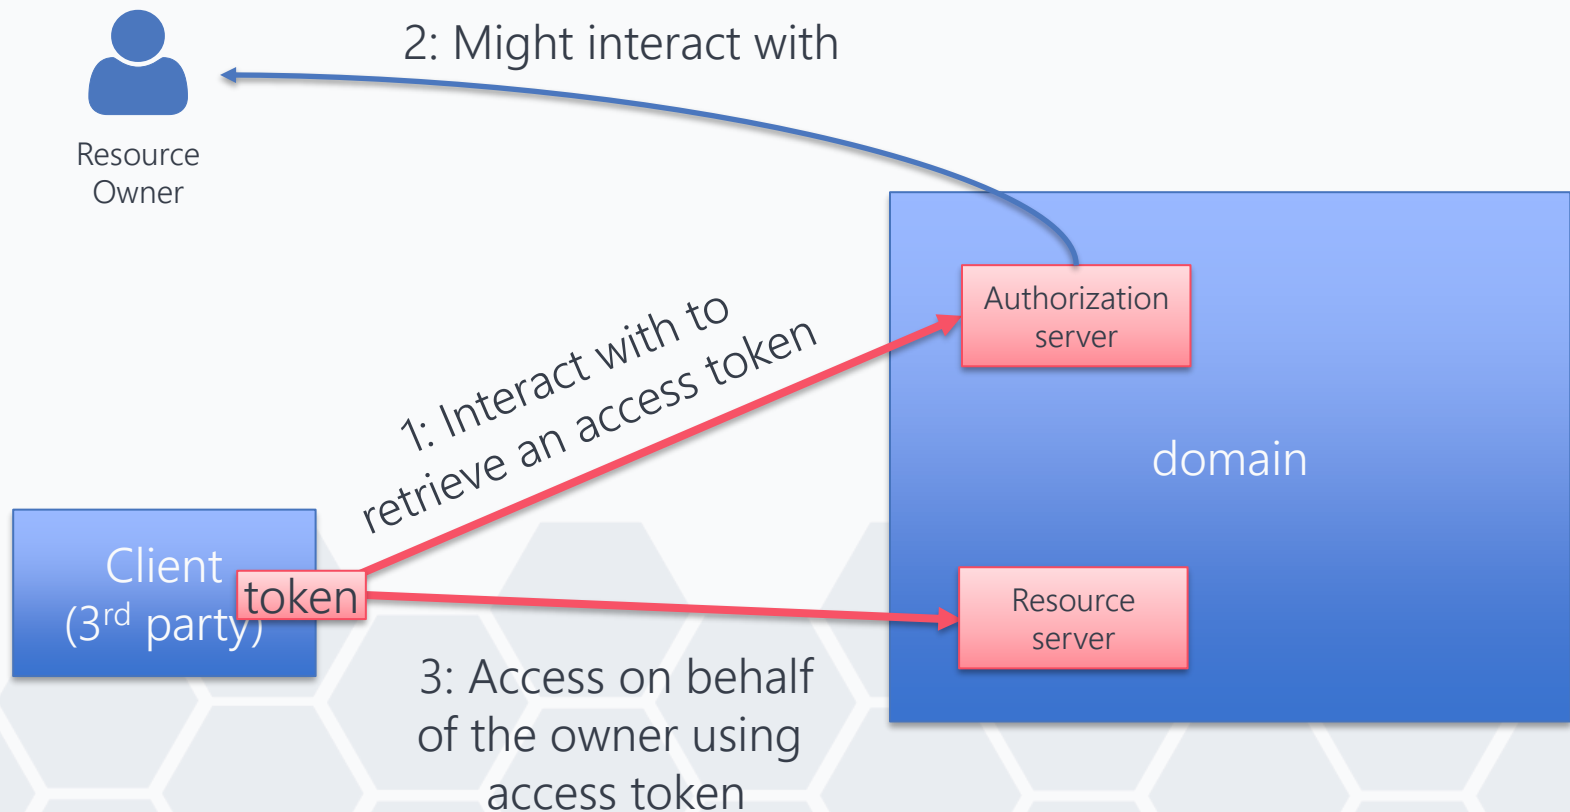 2: Might interact with
Resource
Owner
Authorization
server
1: Interact with to
retrieve an access token
domain
Client
(3rd party)
token
Resource
server
3: Access on behalf
of the owner using
access token